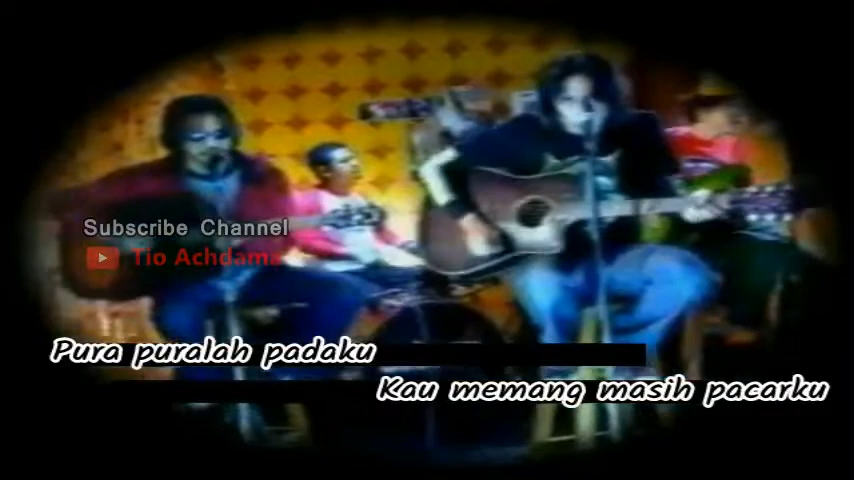 Subscribe Channel
Tio Achdama
Pura puralah padaku
Kau memang masih pacarku